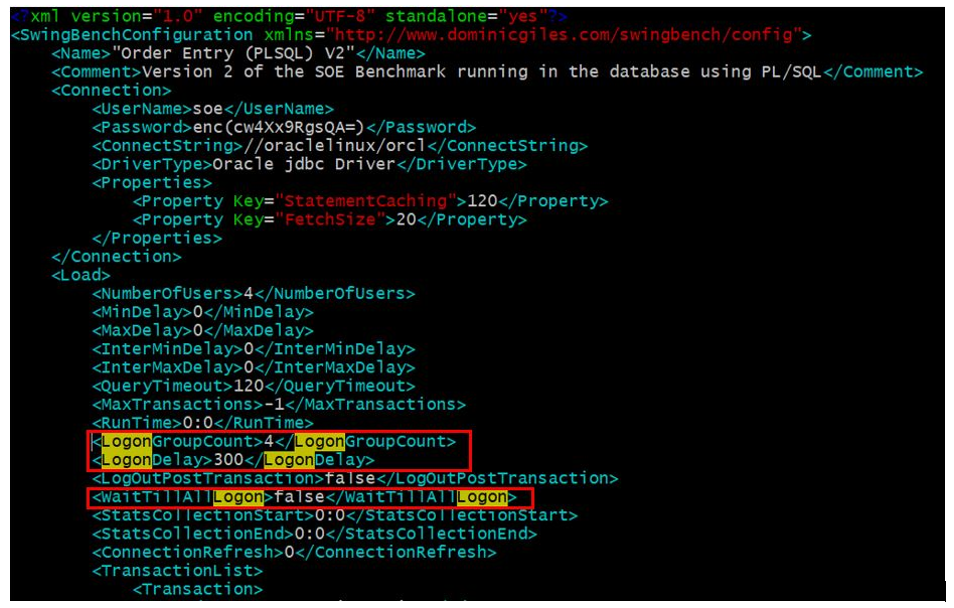 <?xml version="1.0" encoding="UTF-8" standalone="yes"?>
<SwingBenchConfiguration xmlns="http://www.dominicgiles.com/swingbench/config">
    <Name>"Order Entry (PLSQL) V2"</Name>
    <Comment>Version 2 of the SOE Benchmark running in the database using PL/SQL</Comment>
    <Connection>
        <UserName>soe</UserName>
        <Password>enc(cw4Xx9RgsQA=)</Password>
        <ConnectString>//oraclelinux/orcl</ConnectString>
        <DriverType>Oracle jdbc Driver</DriverType>
        <Properties>
            <Property Key="StatementCaching">120</Property>
            <Property Key="FetchSize">20</Property>
        </Properties>
    </Connection>
    <Load>
        <NumberOfUsers>4</NumberOfUsers>
        <MinDelay>0</MinDelay>
        <MaxDelay>0</MaxDelay>
        <InterMinDelay>0</InterMinDelay>
        <InterMaxDelay>0</InterMaxDelay>
        <QueryTimeout>120</QueryTimeout>
        <MaxTransactions>-1</MaxTransactions>
        <RunTime>0:0</RunTime>
        <LogonGroupCount>4</LogonGroupCount>
        <LogonDelay>300</LogonDelay>
        <LogOutPostTransaction>false</LogOutPostTransaction>
        <WaitTillAllLogon>false</WaitTillAllLogon>
        <StatsCollectionStart>0:0</StatsCollectionStart>
        <StatsCollectionEnd>0:0</StatsCollectionEnd>
        <ConnectionRefresh>0</ConnectionRefresh>
        <TransactionList>
            <Transaction>